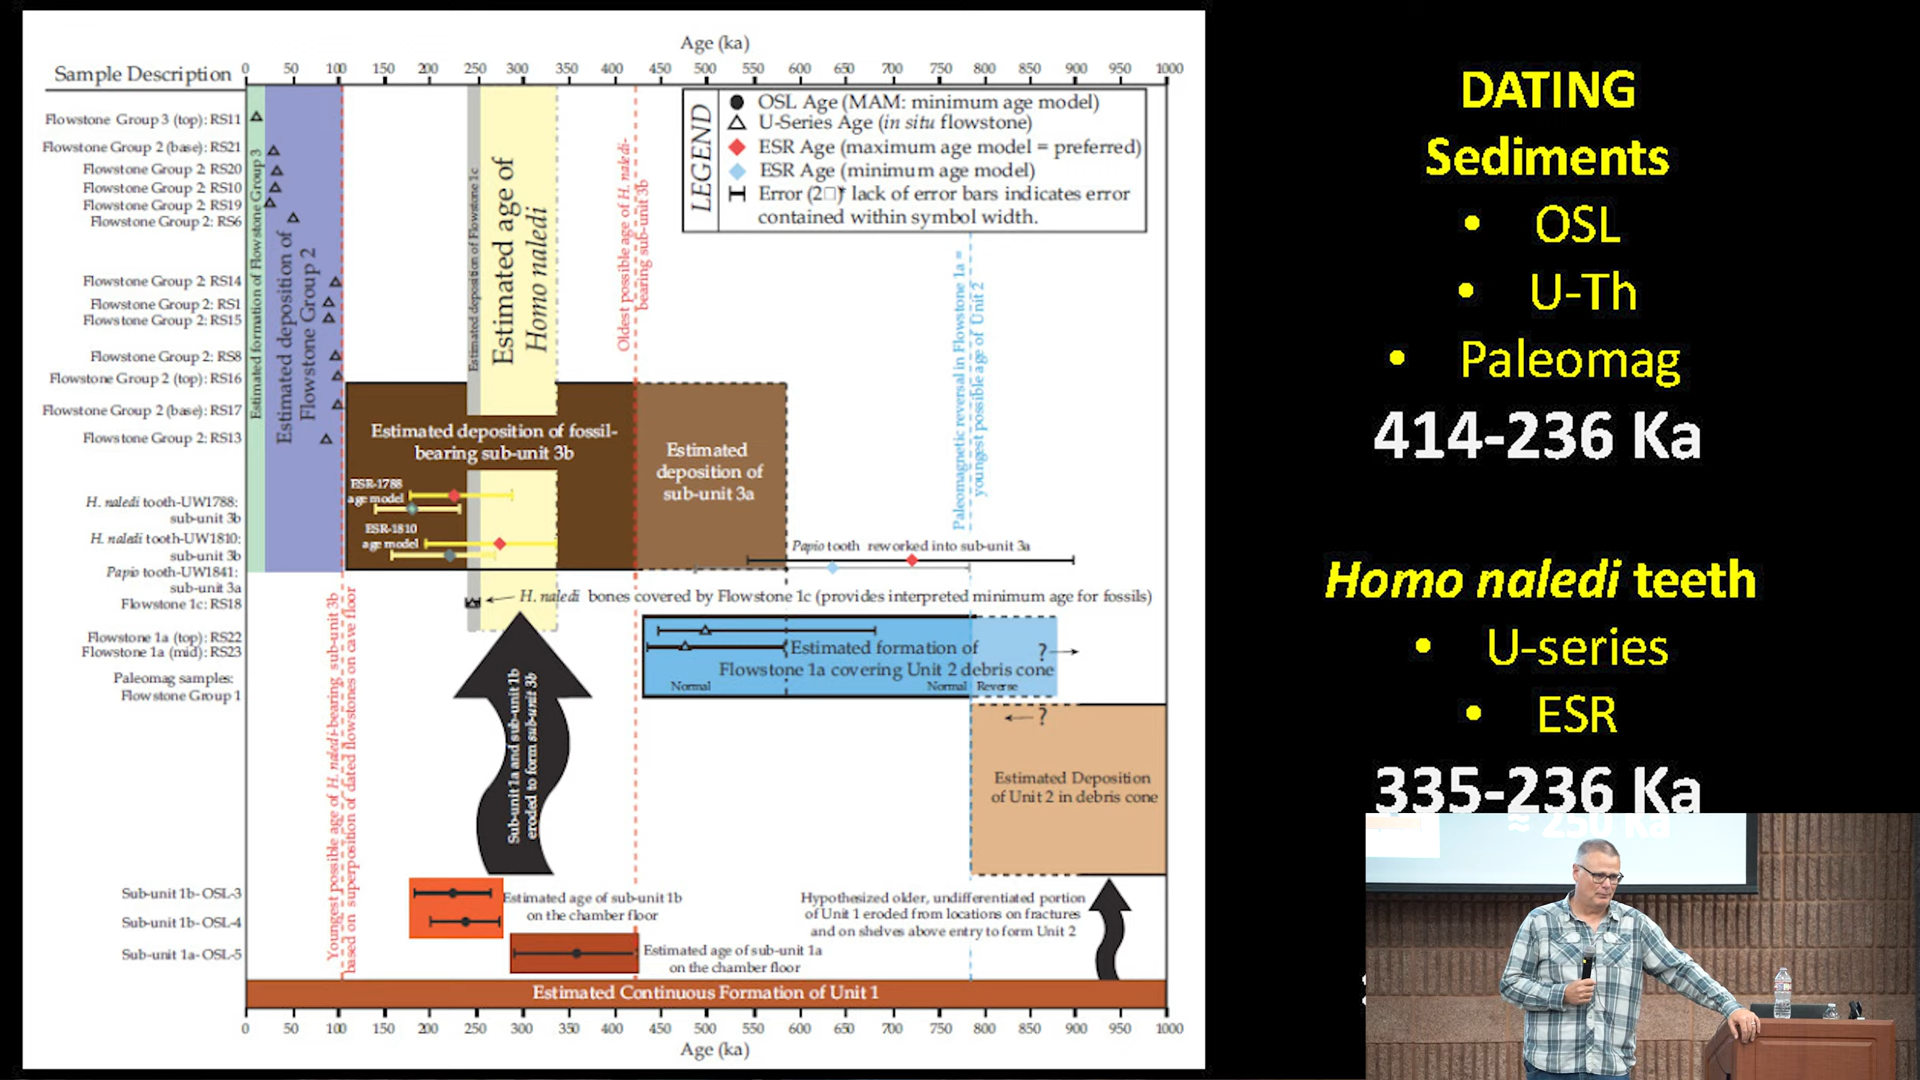 Age (ka)
Sample Description
0 50 100 150 200 250 300 350 400 450 500 550 600 650 700 750 800 850 900 950 1000
LEGEND
OSL Age (MAM: minimum age model)
U-Series Age (in situ flowstone)
ESR Age (maximum age model = preferred)
ESR Age (minimum age model)
Error (2□)* lack of error bars indicates error
contained within symbol width.
Flowstone Group 3 (top): RS11
Flowstone Group 2 (base): RS21
Flowstone Group 2: RS20
Flowstone Group 2: RS10
Flowstone Group 2: RS19
Flowstone Group 2: RS6
Flowstone Group 2: RS14
Flowstone Group 2: RS1
Flowstone Group 2: RS15
Flowstone Group 2: RS8
Flowstone Group 2 (top): RS16
Flowstone Group 2 (base): RS17
Flowstone Group 2: RS13
H. naledi tooth-UW1788:
sub-unit 3b
H. naledi tooth-UW1810:
sub-unit 3b
Papio tooth-UW1841:
sub-unit 3a
Flowstone 1c: RS18
Flowstone 1a (top): RS22
Flowstone 1a (mid): RS23
Paleomag samples:
Flowstone Group 1
Sub-unit 1b- OSL-3
Sub-unit 1b- OSL-4
Sub-unit 1a- OSL-5
Estimated formation of Flowstone Group 3
Estimated deposition of
Flowstone Group 2
Estimated deposition of Flowstone 1c
Estimated age of
Homo naledi
Oldest possible age of H. naledi-
bearing sub-unit 3b
Paleomagnetic reversal in Flowstone 1a =
youngest possible age of Unit 2
Estimated deposition of fossil-
bearing sub-unit 3b
Estimated
deposition of
sub-unit 3a
ESR-1788
age model
ESR-1810
age model
Papio tooth reworked into sub-unit 3a
H. naledi bones covered by Flowstone 1c (provides interpreted minimum age for fossils)
Estimated formation of
Flowstone 1a covering Unit 2 debris cone
?
Normal
Normal
Reverse
?
Estimated Deposition
of Unit 2 in debris cone
Youngest possible age of H. naledi-bearing sub-unit 3b
based on superposition of dated flowstones on cave floor
Sub-unit 1a and sub-unit 1b
eroded to form sub-unit 3b
Estimated age of sub-unit 1b
on the chamber floor
Hypothesized older, undifferentiated portion
of Unit 1 eroded from locations on fractures
and on shelves above entry to form Unit 2
Estimated age of sub-unit 1a
on the chamber floor
Estimated Continuous Formation of Unit 1
0 50 100 150 200 250 300 350 400 450 500 550 600 650 700 750 800 850 900 950 1000
Age (ka)
DATING
Sediments
• OSL
• U-Th
• Paleomag
414-236 Ka
Homo naledi teeth
• U-series
• ESR
335-236 Ka
≈ 250 Ka